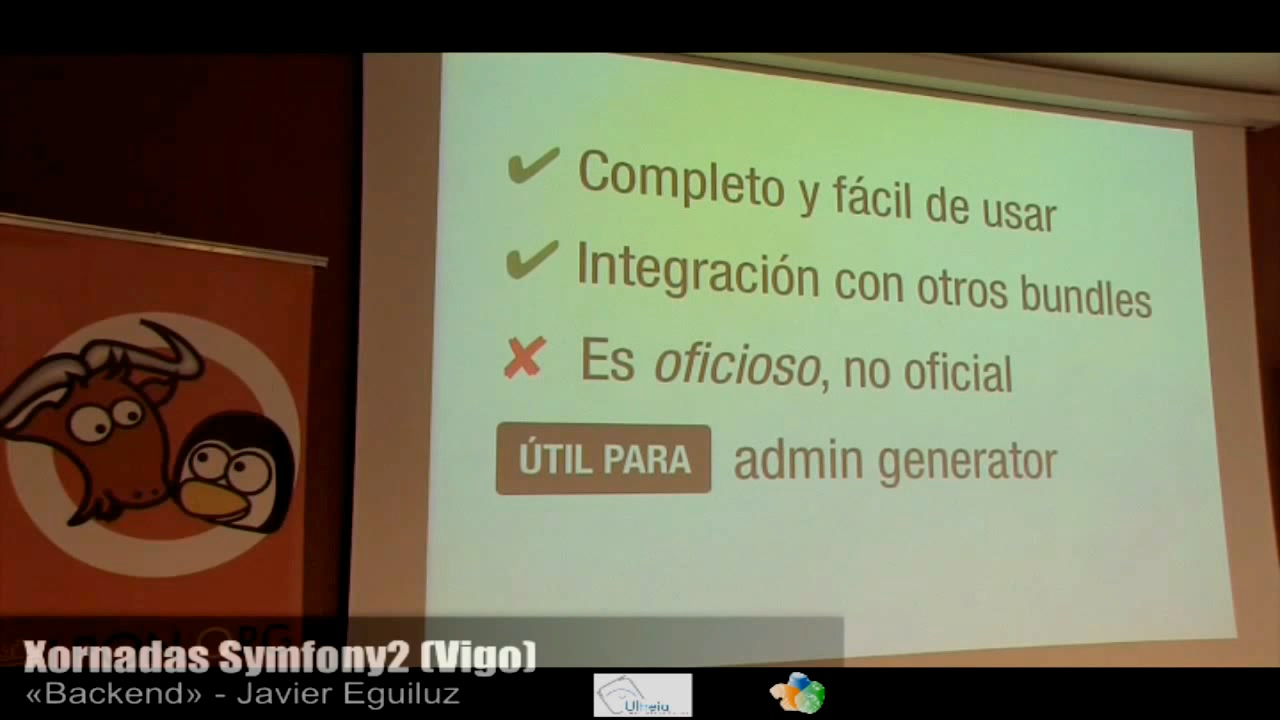 ✔ Completo y fácil de usar
✔ Integración con otros bundles
✘ Es oficioso, no oficial
ÚTIL PARA admin generator
Xornadas Symfony2 (Vigo)
«Backend» - Javier Eguiluz
Ultreia